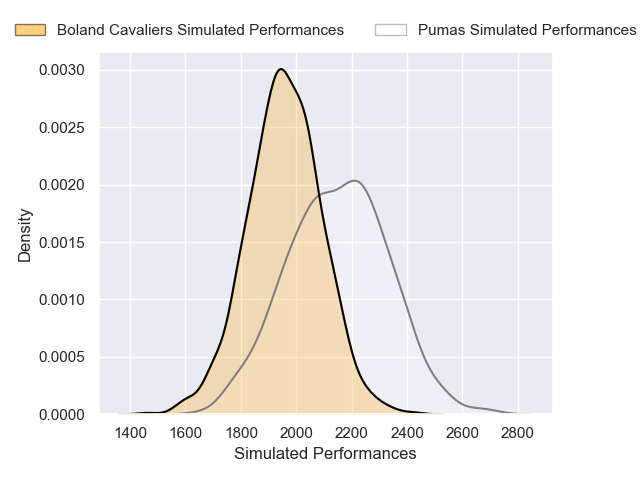 Boland Cavaliers Simulated Performances
Pumas Simulated Performances
0.0030
0.0025
0.0020
0.0015
0.0010
0.0005
0.0000
Density
1400 1600 1800 2000 2200 2400 2600 2800
Simulated Performances